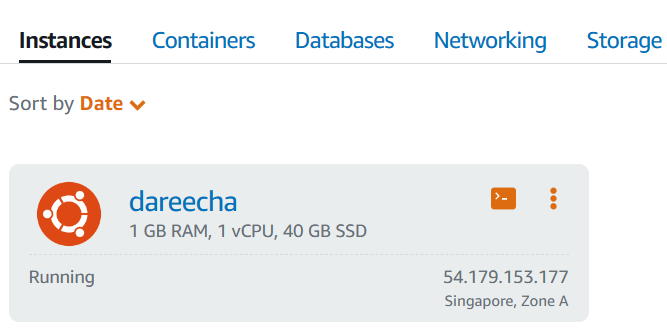 Instances Containers Databases Networking Storage
Sort by Date
dareecha
1 GB RAM, 1 vCPU, 40 GB SSD
Running 54.179.153.177
Singapore, Zone A